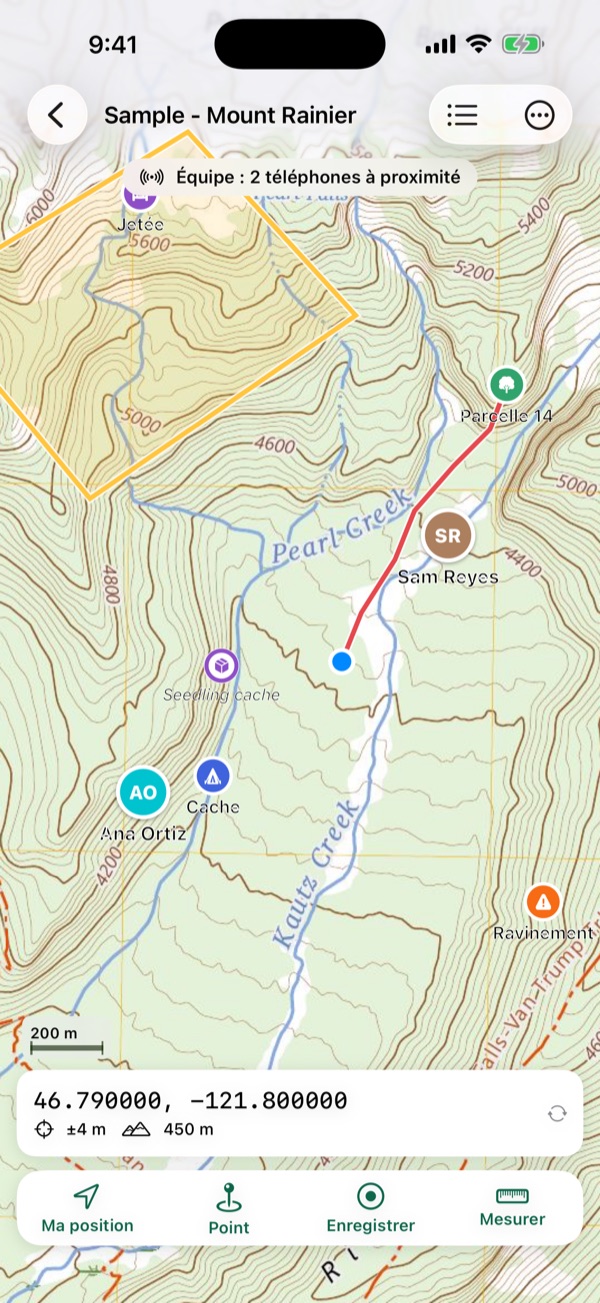 9:41
Sample - Mount Rainier
Équipe : 2 téléphones à proximité
6000
Jetée
5600
5400
5200
Parcelle 14
5000
4600
5000
Pearl Creek
SR
Sam Reyes
4400
4800
Seedling cache
AO
Ana Ortiz
Cache
4200
Kautz Creek
Ravinement
200 m
46.790000, -121.800000
±4 m
450 m
Ma position
Point
Enregistrer
Mesurer